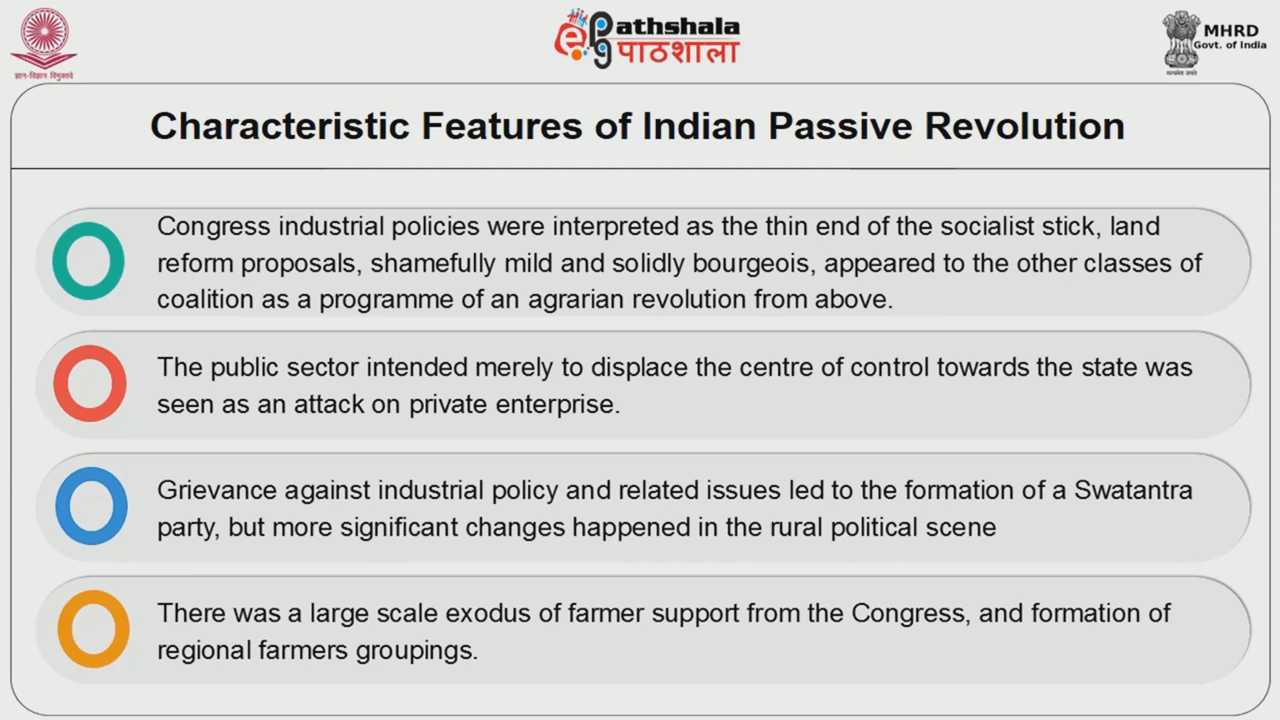 ज्ञान-विज्ञान विमुक्तये
ePathshala
पाठशाला
MHRD
Govt. of India
सत्यमेव जयते
Characteristic Features of Indian Passive Revolution
Congress industrial policies were interpreted as the thin end of the socialist stick, land
reform proposals, shamefully mild and solidly bourgeois, appeared to the other classes of
coalition as a programme of an agrarian revolution from above.
The public sector intended merely to displace the centre of control towards the state was
seen as an attack on private enterprise.
Grievance against industrial policy and related issues led to the formation of a Swatantra
party, but more significant changes happened in the rural political scene
There was a large scale exodus of farmer support from the Congress, and formation of
regional farmers groupings.